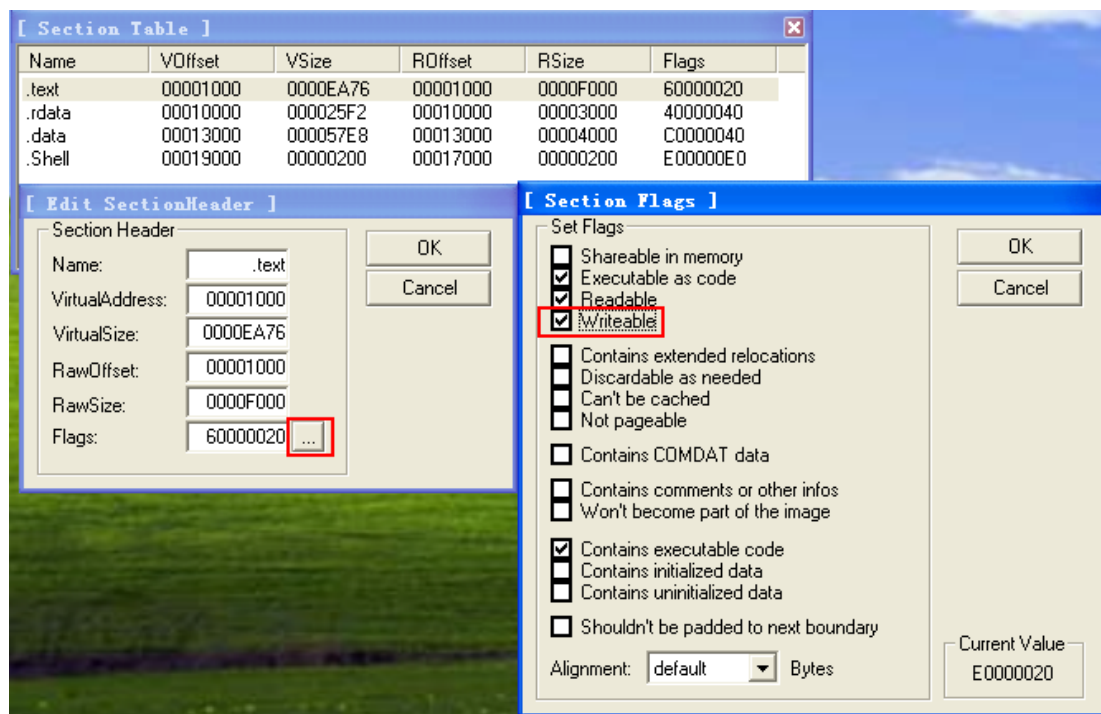 [ Section Table ]
Name VOffset VSize ROffset RSize Flags
.text 00001000 0000EA76 00001000 0000F000 60000020
.rdata 00010000 000025F2 00010000 00003000 40000040
.data 00013000 000057E8 00013000 00004000 C0000040
.Shell 00019000 00000200 00017000 00000200 E00000E0
[ Edit SectionHeader ]
Section Header
Name: .text
VirtualAddress: 00001000
VirtualSize: 0000EA76
RawOffset: 00001000
RawSize: 0000F000
Flags: 60000020 ...
OK
Cancel
[ Section Flags ]
Set Flags
Shareable in memory
Executable as code
Readable
Writeable
Contains extended relocations
Discardable as needed
Can't be cached
Not pageable
Contains COMDAT data
Contains comments or other infos
Won't become part of the image
Contains executable code
Contains initialized data
Contains uninitialized data
Shouldn't be padded to next boundary
Alignment: default Bytes
OK
Cancel
Current Value
E0000020